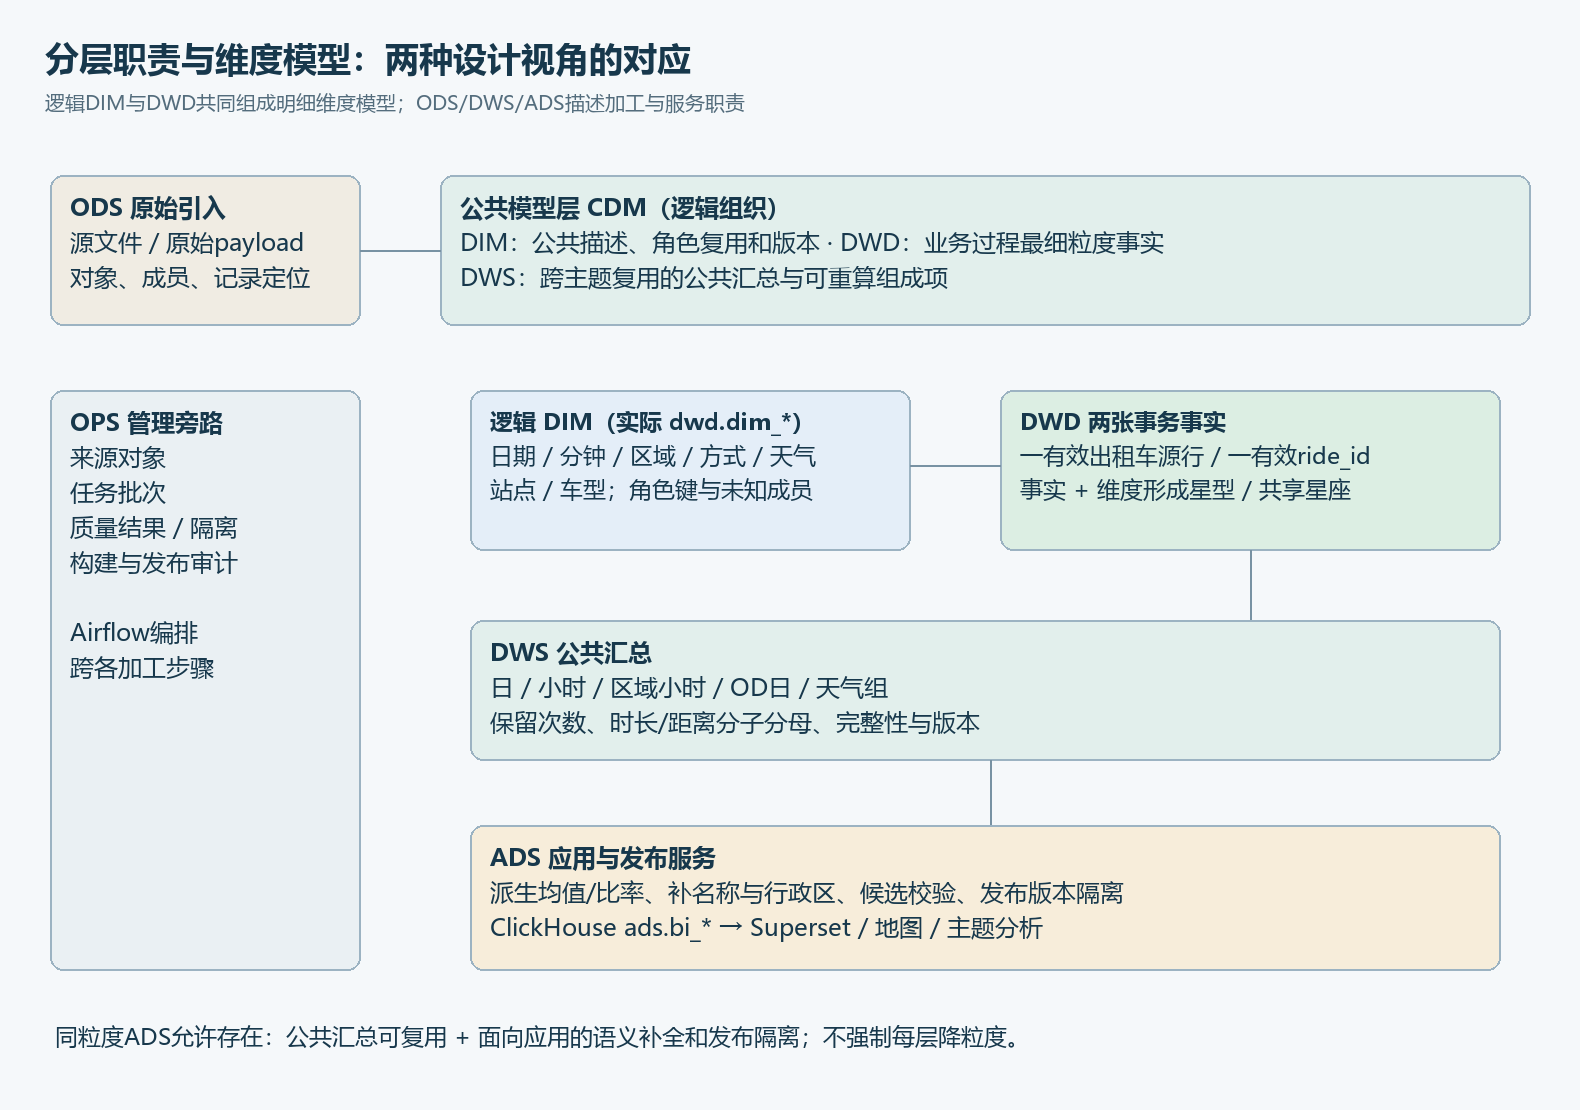 分层职责与维度模型：两种设计视角的对应
逻辑DIM与DWD共同组成明细维度模型；ODS/DWS/ADS描述加工与服务职责
ODS 原始引入
源文件 / 原始payload
对象、成员、记录定位
公共模型层 CDM（逻辑组织）
DIM：公共描述、角色复用和版本 · DWD：业务过程最细粒度事实
DWS：跨主题复用的公共汇总与可重算组成项
OPS 管理旁路
来源对象
任务批次
质量结果 / 隔离
构建与发布审计
Airflow编排
跨各加工步骤
逻辑 DIM（实际 dwd.dim_*）
日期 / 分钟 / 区域 / 方式 / 天气
站点 / 车型；角色键与未知成员
DWD 两张事务事实
一有效出租车源行 / 一有效ride_id
事实 + 维度形成星型 / 共享星座
DWS 公共汇总
日 / 小时 / 区域小时 / OD日 / 天气组
保留次数、时长/距离分子分母、完整性与版本
ADS 应用与发布服务
派生均值/比率、补名称与行政区、候选校验、发布版本隔离
ClickHouse ads.bi_* → Superset / 地图 / 主题分析
同粒度ADS允许存在：公共汇总可复用 + 面向应用的语义补全和发布隔离；不强制每层降粒度。